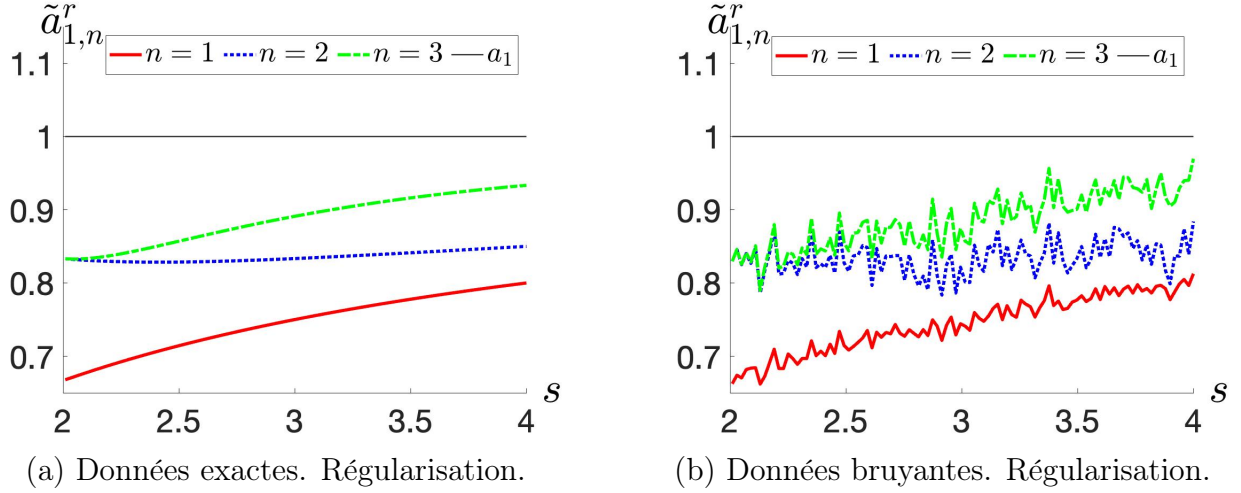 ã^r_{1,n}
n = 1 n = 2 n = 3 a_1
1.1
1
0.9
0.8
0.7
2 2.5 3 3.5 4 s
(a) Données exactes. Régularisation.
ã^r_{1,n}
n = 1 n = 2 n = 3 a_1
1.1
1
0.9
0.8
0.7
2 2.5 3 3.5 4 s
(b) Données bruyantes. Régularisation.